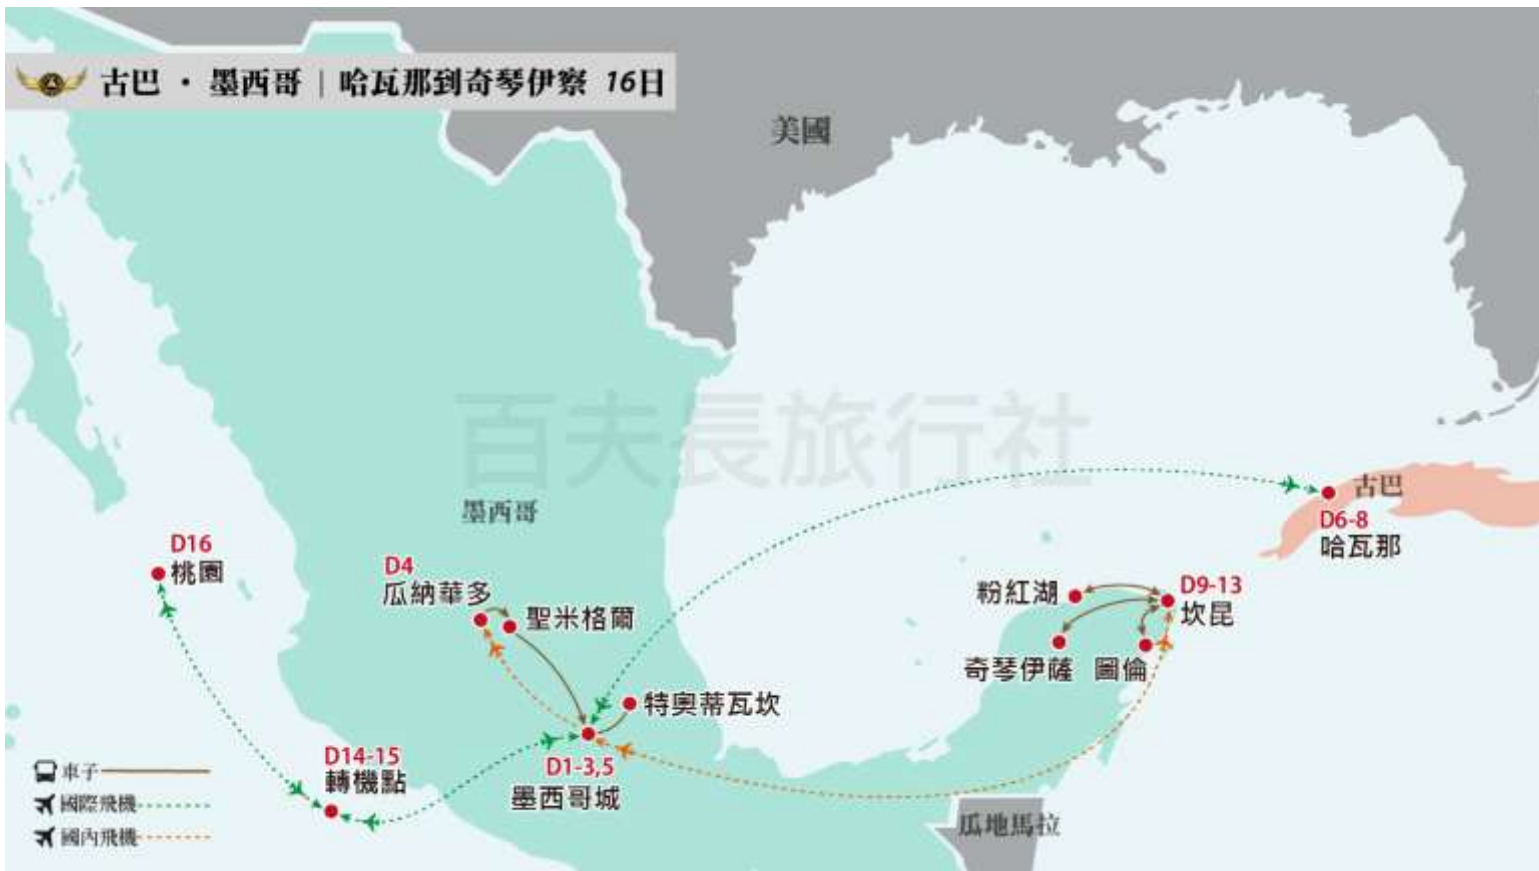 古巴 · 墨西哥 | 哈瓦那到奇琴伊察 16日
美國
百夫長旅行社
墨西哥
古巴
D6-8
哈瓦那
D16
桃園
D4
瓜納華多
聖米格爾
粉紅湖
D9-13
坎昆
奇琴伊薩
圖倫
特奧蒂瓦坎
D14-15
轉機點
D1-3,5
墨西哥城
瓜地馬拉
車子
國際飛機
國內飛機